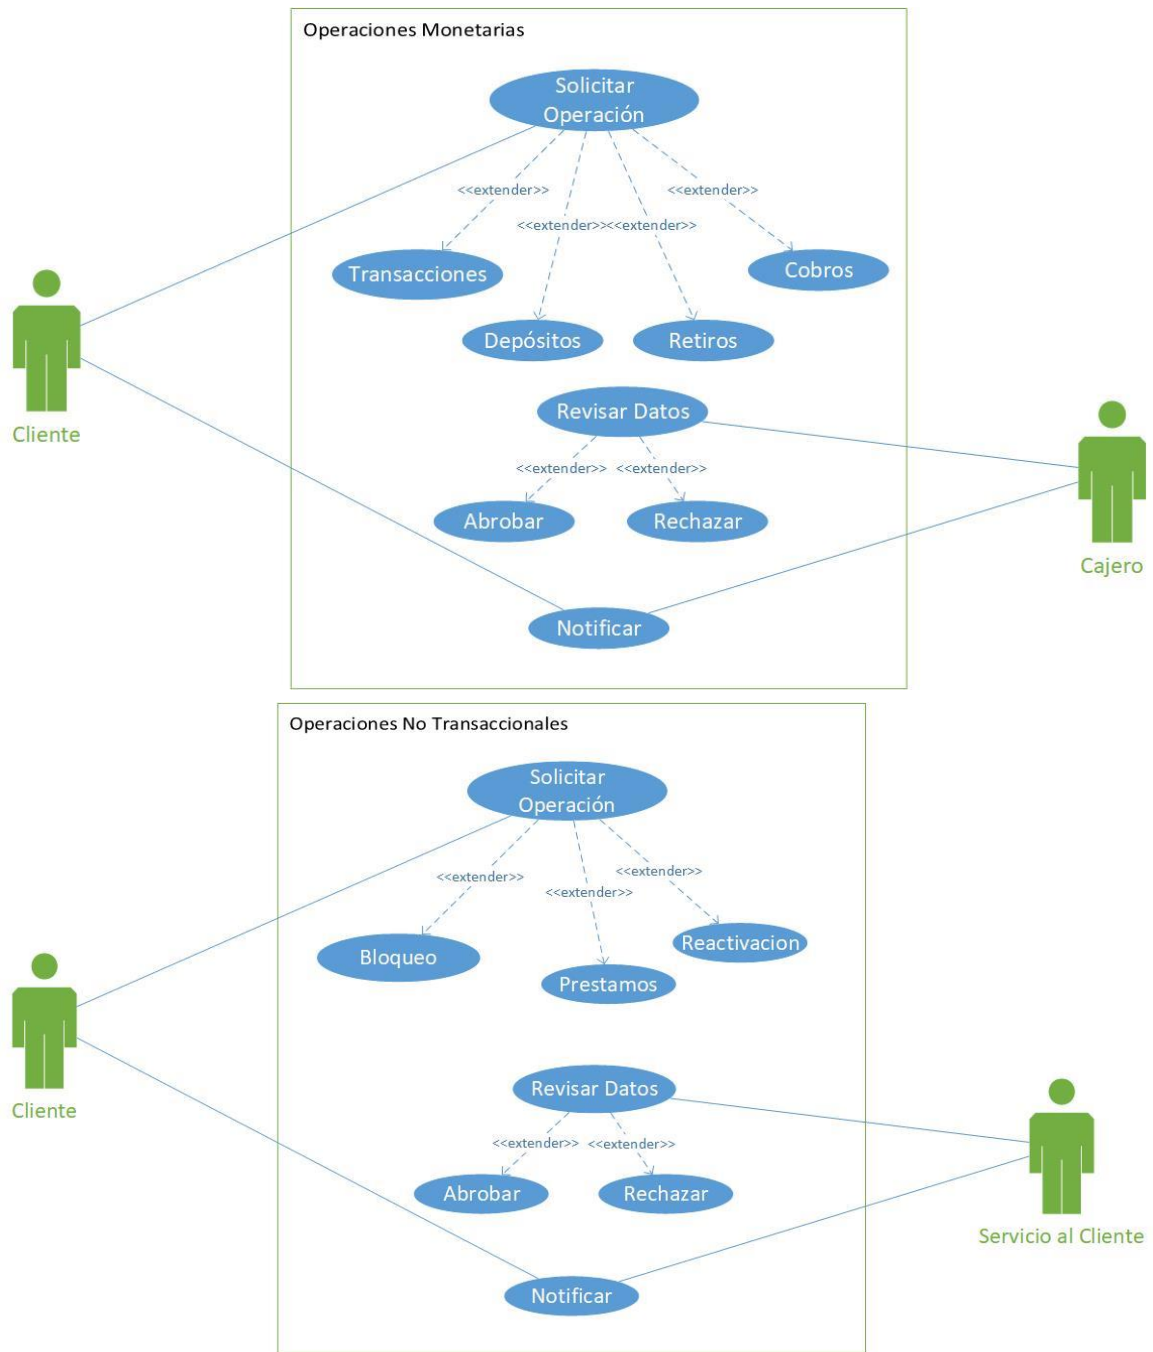 Operaciones Monetarias
Solicitar
Operación
<<extender>>
<<extender>>
<<extender>><<extender>>
Transacciones
Cobros
Depósitos
Retiros
Cliente
Revisar Datos
<<extender>>
<<extender>>
Abrobar
Rechazar
Cajero
Notificar
Operaciones No Transaccionales
Solicitar
Operación
<<extender>>
<<extender>>
<<extender>>
Bloqueo
Reactivacion
Prestamos
Cliente
Revisar Datos
<<extender>>
<<extender>>
Abrobar
Rechazar
Servicio al Cliente
Notificar